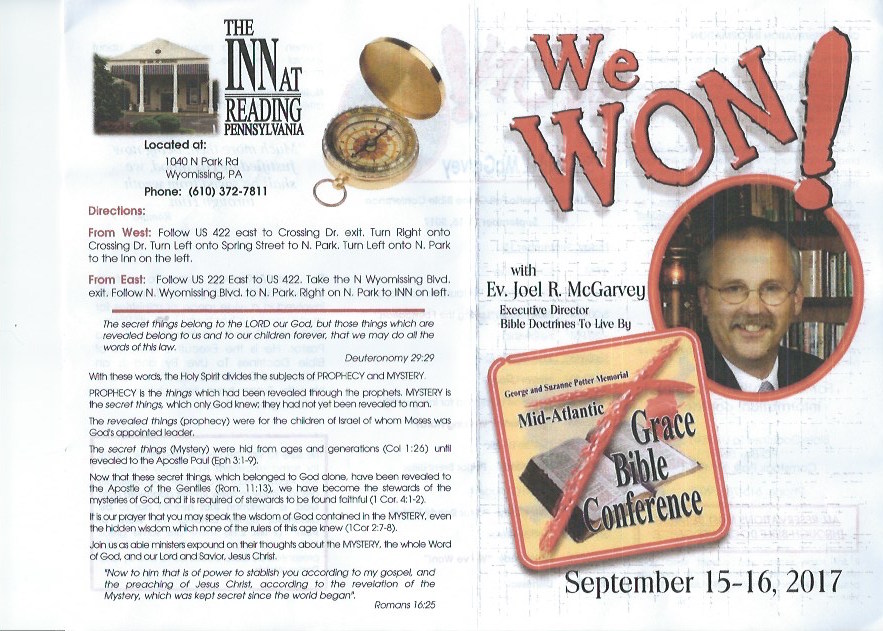 THE
INN AT
READING
PENNSYLVANIA
Located at:
1040 N Park Rd
Wyomissing, PA
Phone: (610) 372-7811
Directions:
From West: Follow US 422 east to Crossing Dr. exit. Turn Right onto
Crossing Dr. Turn Left onto Spring Street to N. Park. Turn Left onto N. Park
to the Inn on the left.
From East: Follow US 222 East to US 422. Take the N Wyomissing Blvd.
exit. Follow N. Wyomissing Blvd. to N. Park. Right on N. Park to INN on left.
The secret things belong to the LORD our God, but those things which are
revealed belong to us and to our children forever, that we may do all the
words of this law.
Deuteronomy 29:29
With these words, the Holy Spirit divides the subjects of PROPHECY and MYSTERY.
PROPHECY is the things which had been revealed through the prophets. MYSTERY is
the secret things, which only God knew; they had not yet been revealed to man.
The revealed things (prophecy) were for the children of Israel of whom Moses was
God's appointed leader.
The secret things (Mystery) were hid from ages and generations (Col 1:26) until
revealed to the Apostle Paul (Eph 3:1-9).
Now that these secret things, which belonged to God alone, have been revealed to
the Apostle of the Gentiles (Rom. 11:13), we have become the stewards of the
mysteries of God, and it is required of stewards to be found faithful (1 Cor. 4:1-2).
It is our prayer that you may speak the wisdom of God contained in the MYSTERY, even
the hidden wisdom which none of the rulers of this age knew (1Cor 2:7-8).
Join us as able ministers expound on their thoughts about the MYSTERY, the whole Word
of God, and our Lord and Savior, Jesus Christ.
"Now to him that is of power to stablish you according to my gospel, and
the preaching of Jesus Christ, according to the revelation of the
Mystery, which was kept secret since the world began".
Romans 16:25
We
WON!
with
Ev. Joel R. McGarvey
Executive Director
Bible Doctrines To Live By
George and Suzanne Potter Memorial
Mid-Atlantic
Grace
Bible
Conference
September 15-16, 2017